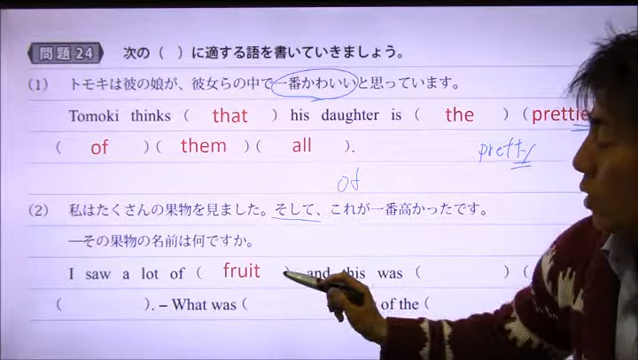 問題24 次の( )に適する語を書いていきましょう。
(1) トモキは彼の娘が、彼女らの中で一番かわいいと思っています。
Tomoki thinks ( that ) his daughter is ( the ) (
( of )( them )( all ).
pretty
of
(2) 私はたくさんの果物を見ました。そして、これが一番高かったです。
—その果物の名前は何ですか。
I saw a lot of ( fruit ) and this was ( ) (
( ). – What was ( of the (